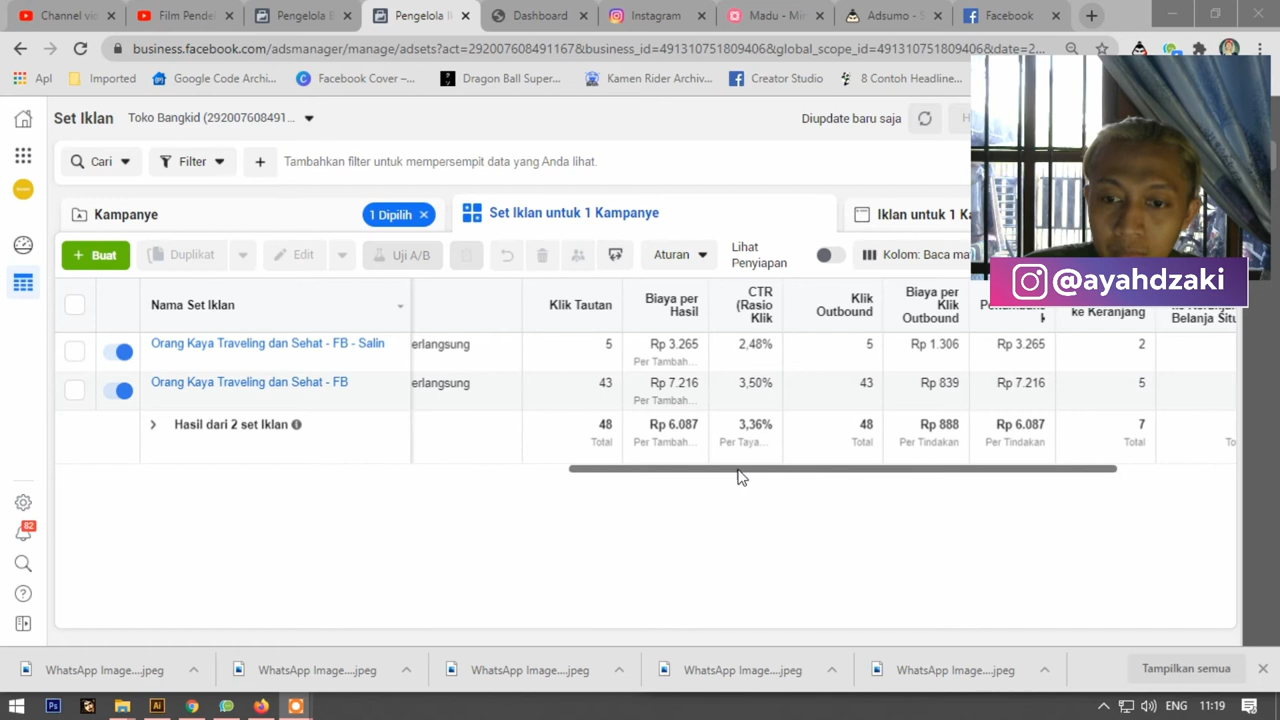 Channel vi
Film Pende
Pengelola E
Pengelola I
Dashboard
Instagram
Madu - Mi
Adsumo - S
Facebook
business.facebook.com/adsmanager/manage/adsets?act=292007608491167&business_id=491310751809406&global_scope_id=491310751809406&date=2...
Apl
Imported
Google Code Archi...
Facebook Cover –...
Dragon Ball Super...
Kamen Rider Archiv...
Creator Studio
8 Contoh Headline...
Set Iklan
Toko Bangkid (292007608491...
Diupdate baru saja
H
Cari
Filter
+
Tambahkan filter untuk mempersempit data yang Anda lihat.
Kampanye
1 Dipilih ×
Set Iklan untuk 1 Kampanye
Iklan untuk 1 Ka
+ Buat
Duplikat
Edit
Uji A/B
Aturan
Lihat
Penyiapan
Kolom: Baca ma
@ayahdzaki
Nama Set Iklan
Klik Tautan
Biaya per
Hasil
CTR
(Rasio
Klik
Klik
Outbound
Biaya per
Klik
Outbound
ke Keranjang
Belanja Situ
Orang Kaya Traveling dan Sehat - FB - Salin
erlangsung
5
Rp 3.265
Per Tambah...
2,48%
5
Rp 1.306
Rp 3.265
2
Orang Kaya Traveling dan Sehat - FB
erlangsung
43
Rp 7.216
Per Tambah...
3,50%
43
Rp 839
Rp 7.216
5
Hasil dari 2 set Iklan
48
Total
Rp 6.087
Per Tambah...
3,36%
Per Taya...
48
Total
Rp 888
Per Tindakan
Rp 6.087
Per Tindakan
7
Total
To
82
WhatsApp Image....jpeg
WhatsApp Image....jpeg
WhatsApp Image....jpeg
WhatsApp Image....jpeg
WhatsApp Image....jpeg
Tampilkan semua
Ps
Ai
ENG
11:19